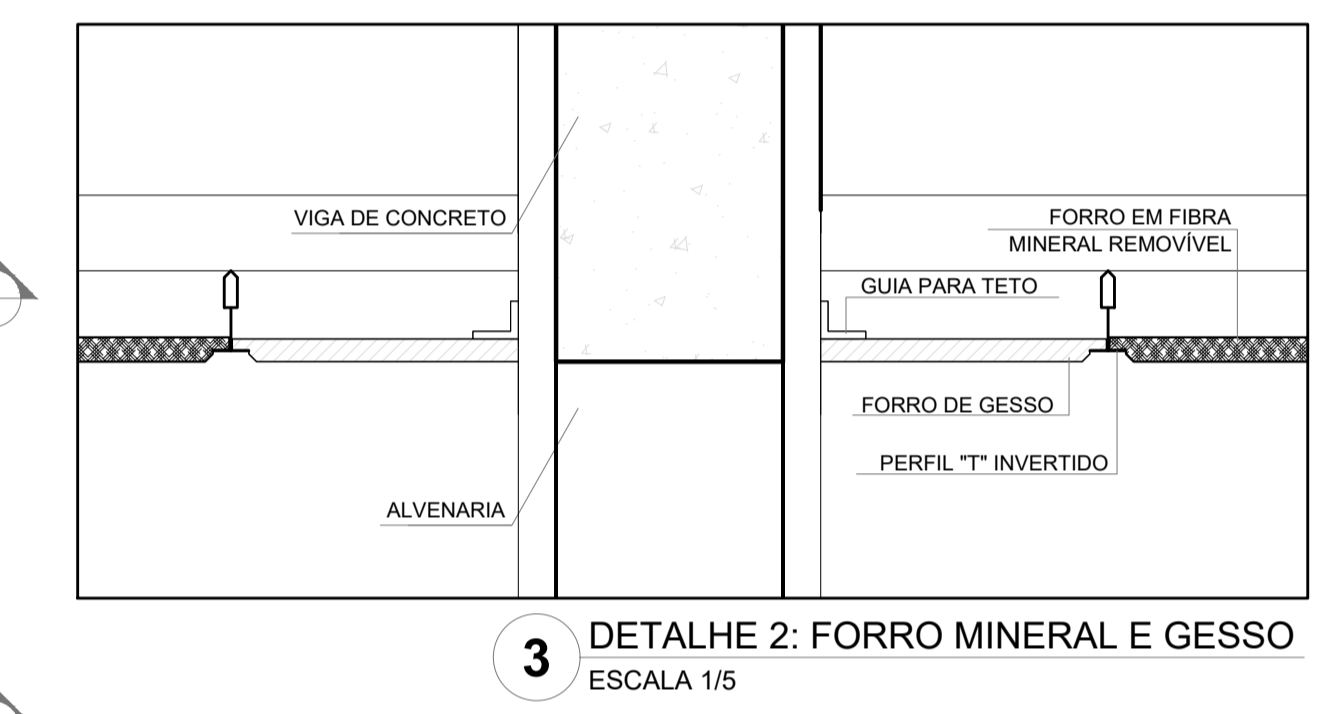 VIGA DE CONCRETO
FORRO EM FIBRA
MINERAL REMOVÍVEL
GUIA PARA TETO
FORRO DE GESSO
PERFIL "T" INVERTIDO
ALVENARIA
3
DETALHE 2: FORRO MINERAL E GESSO
ESCALA 1/5